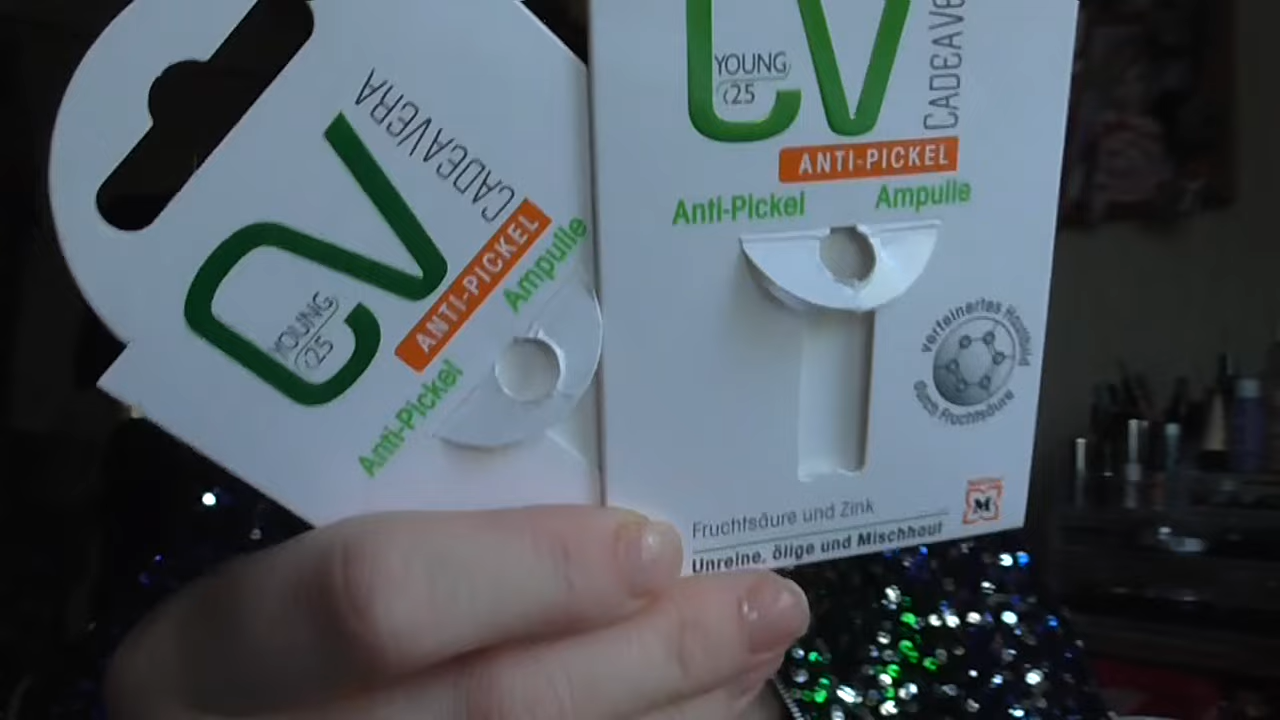 CV
YOUNG
<25
CADEAVERA
ANTI-PICKEL
Anti-Pickel Ampulle
CV
YOUNG
<25
CADEAVE
ANTI-PICKEL
Anti-Pickel Ampulle
verfeinertes Hautbild
durch Fruchtsäure
M
Fruchtsäure und Zink
Unreine, ölige und Mischhaut